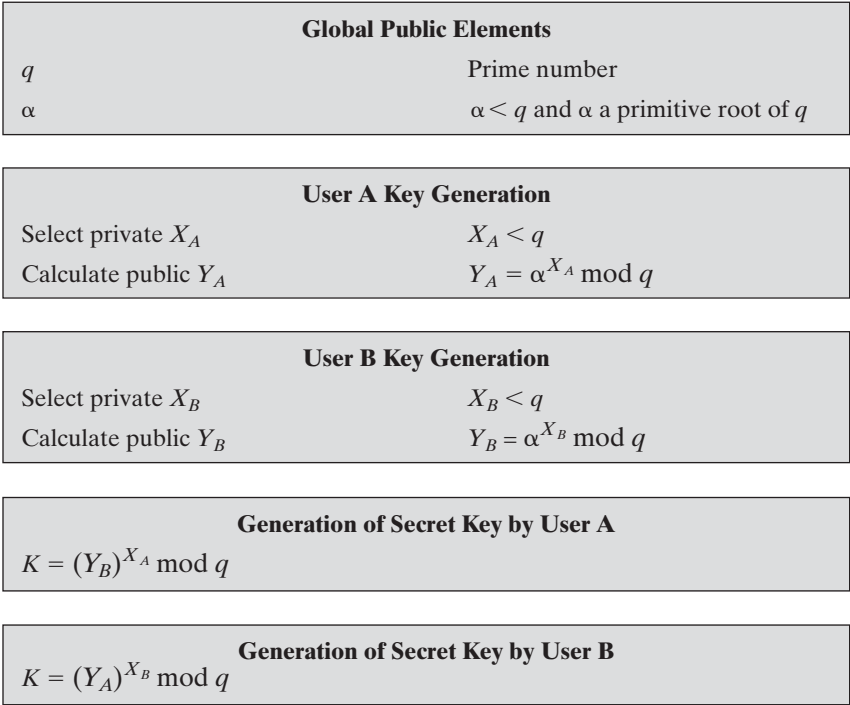 Global Public Elements
q Prime number
α α < q and α a primitive root of q
User A Key Generation
Select private X_A X_A < q
Calculate public Y_A Y_A = α^{X_A} mod q
User B Key Generation
Select private X_B X_B < q
Calculate public Y_B Y_B = α^{X_B} mod q
Generation of Secret Key by User A
K = (Y_B)^{X_A} mod q
Generation of Secret Key by User B
K = (Y_A)^{X_B} mod q